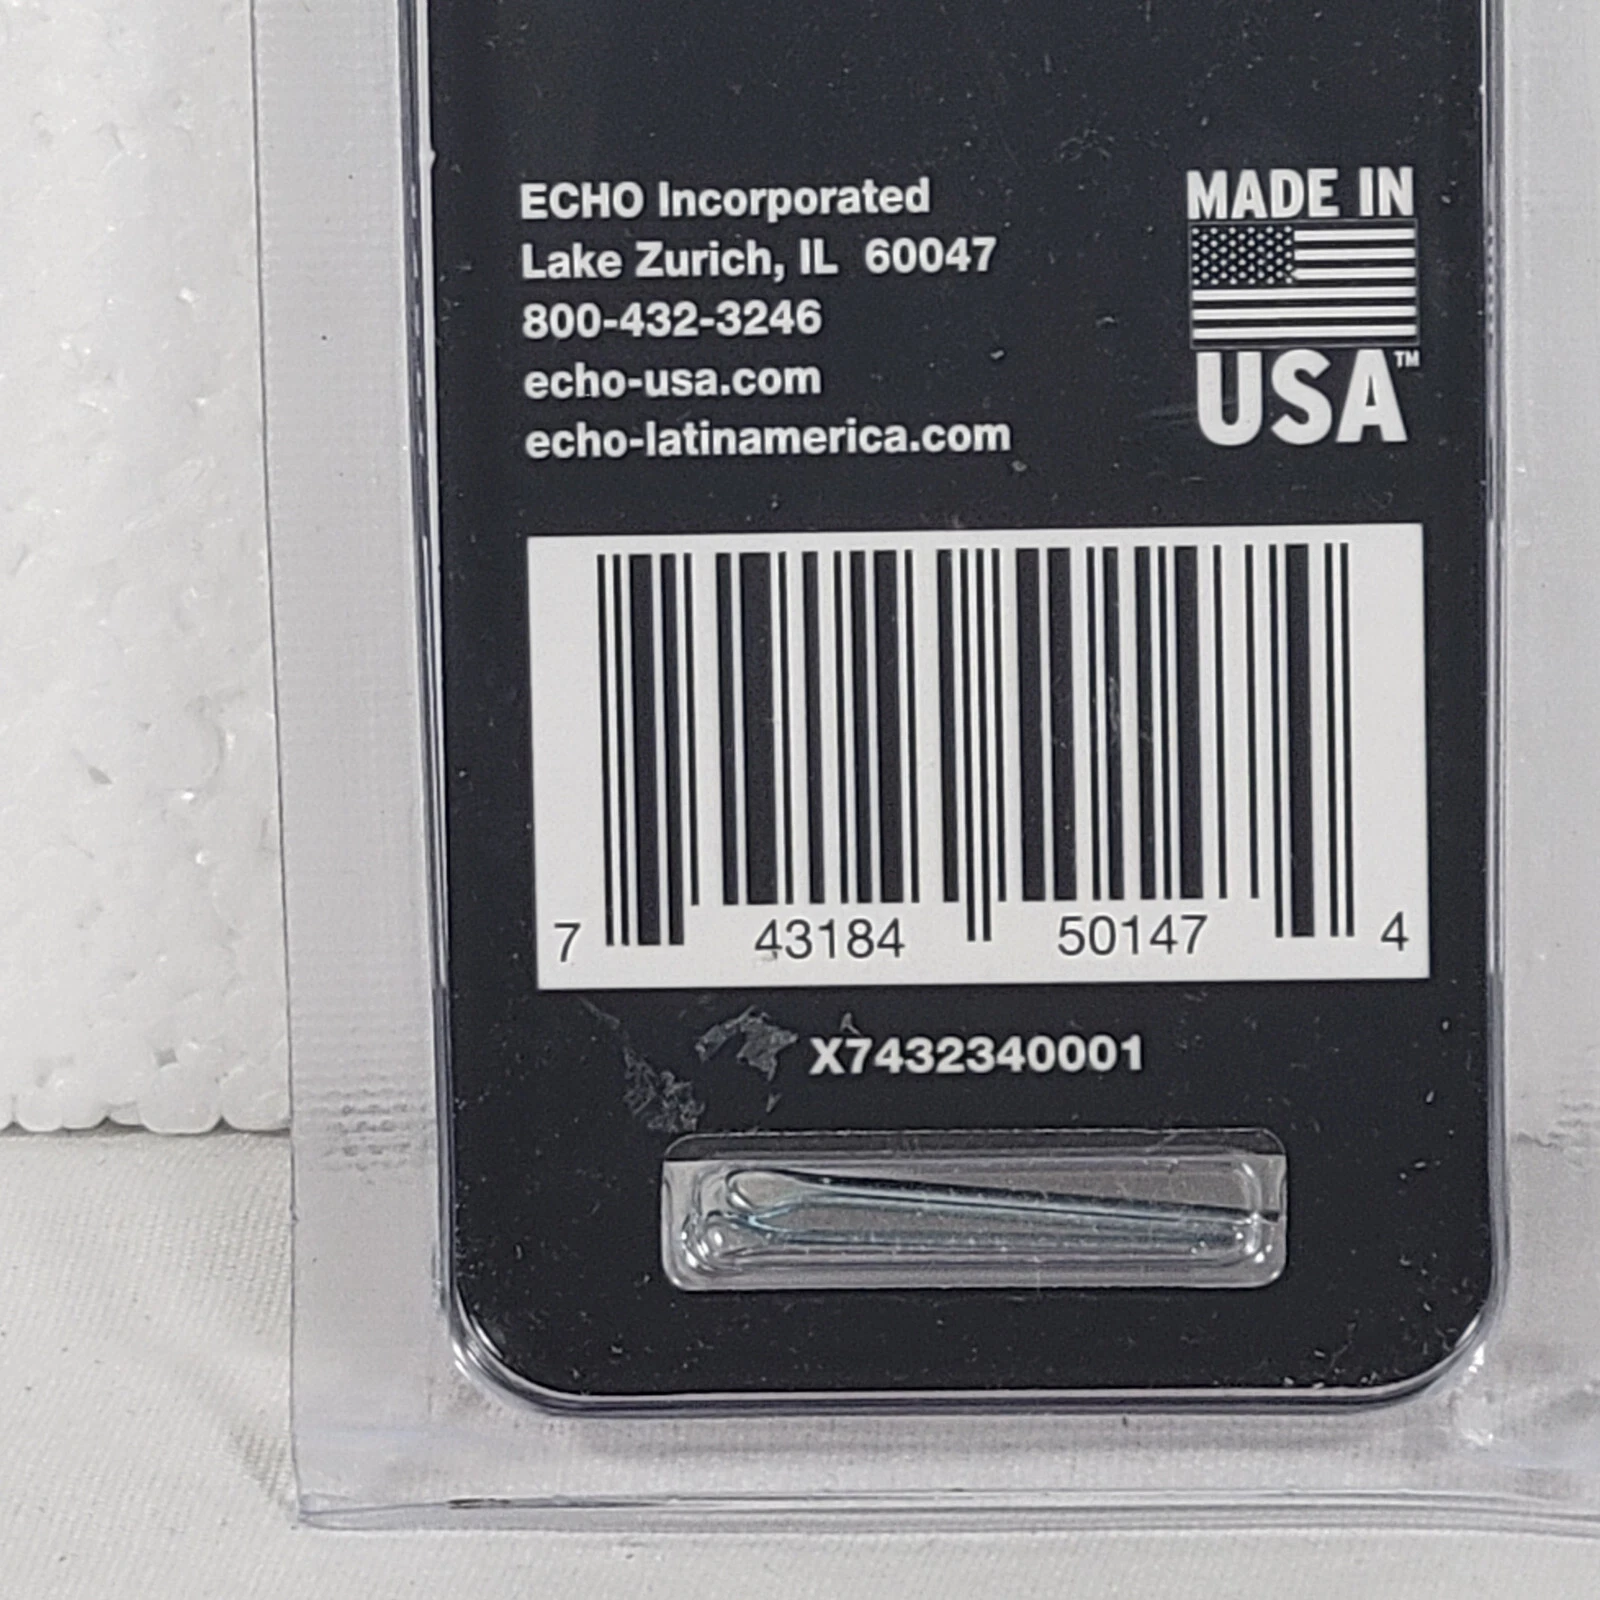 ECHO Incorporated
Lake Zurich, IL 60047
800-432-3246
echo-usa.com
echo-latinamerica.com
MADE IN
USA™
7 43184 50147 4
X7432340001